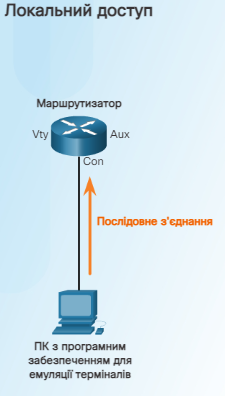 Локальний доступ
Маршрутизатор
Vty
Aux
Con
Послідовне з'єднання
ПК з програмним
забезпеченням для
емуляції терміналів